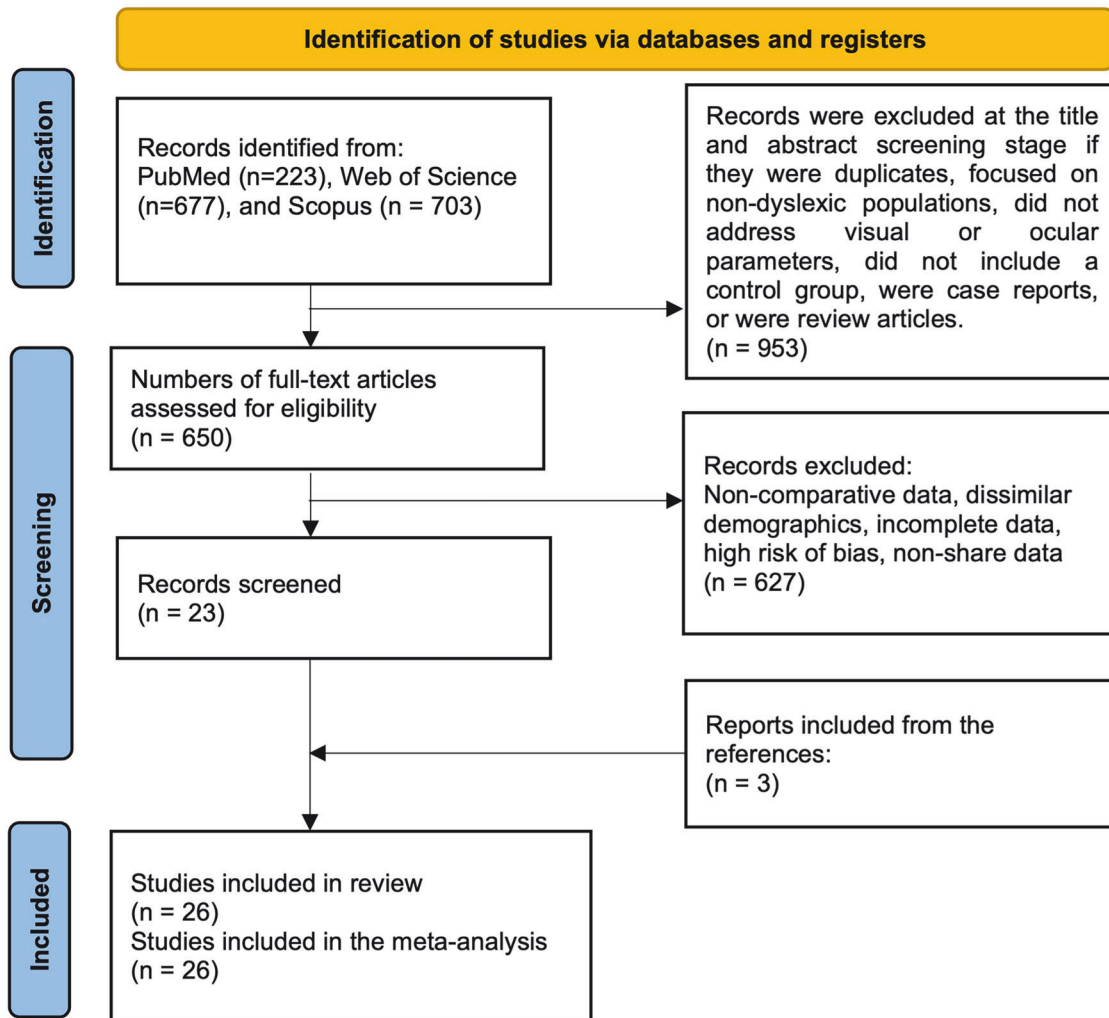 Identification of studies via databases and registers
Identification
Records identified from:
PubMed (n=223), Web of Science
(n=677), and Scopus (n = 703)
Records were excluded at the title
and abstract screening stage if
they were duplicates, focused on
non-dyslexic populations, did not
address visual or ocular
parameters, did not include a
control group, were case reports,
or were review articles.
(n = 953)
Screening
Numbers of full-text articles
assessed for eligibility
(n = 650)
Records excluded:
Non-comparative data, dissimilar
demographics, incomplete data,
high risk of bias, non-share data
(n = 627)
Records screened
(n = 23)
Reports included from the
references:
(n = 3)
Included
Studies included in review
(n = 26)
Studies included in the meta-analysis
(n = 26)